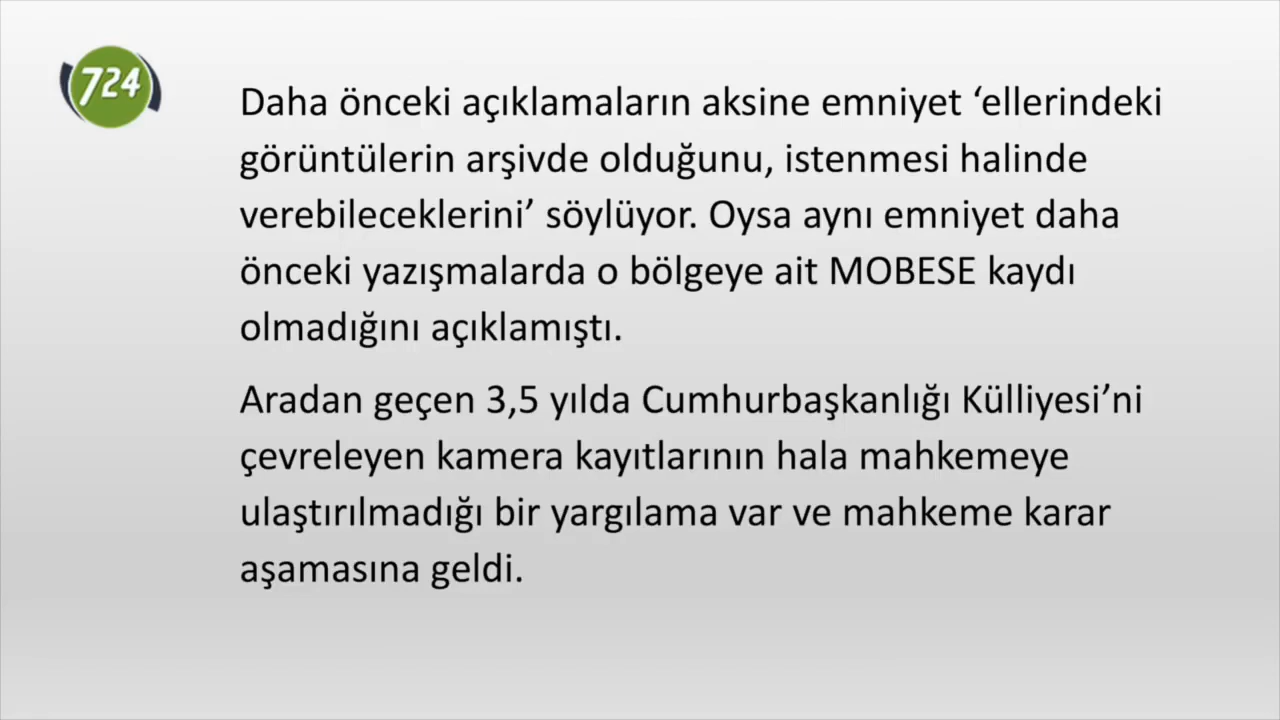 724
Daha önceki açıklamaların aksine emniyet ‘ellerindeki
görüntülerin arşivde olduğunu, istenmesi halinde
verebileceklerini’ söylüyor. Oysa aynı emniyet daha
önceki yazışmalarda o bölgeye ait MOBESE kaydı
olmadığını açıklamıştı.
Aradan geçen 3,5 yılda Cumhurbaşkanlığı Külliyesi’ni
çevreleyen kamera kayıtlarının hala mahkemeye
ulaştırılmadığı bir yargılama var ve mahkeme karar
aşamasına geldi.